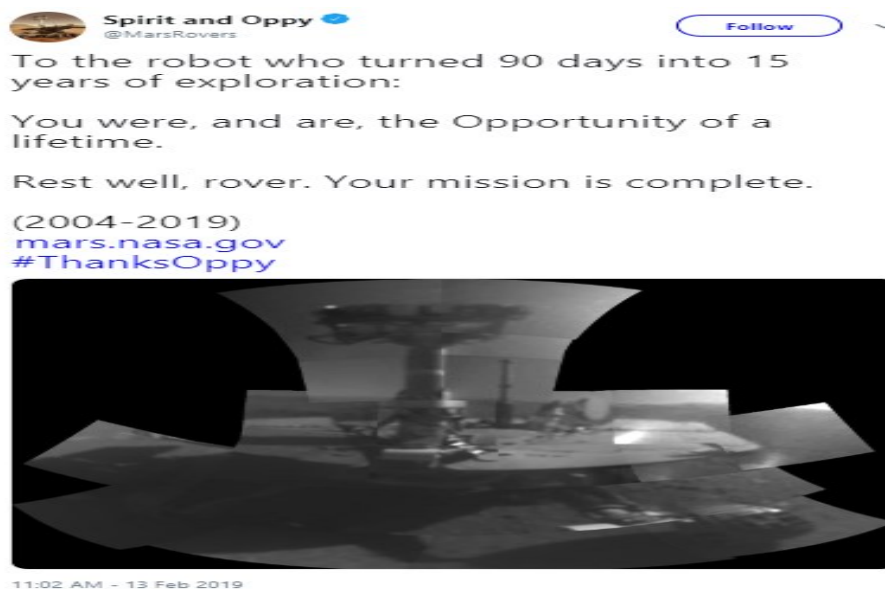 Spirit and Oppy
@MarsRovers
Follow
To the robot who turned 90 days into 15
years of exploration:
You were, and are, the Opportunity of a
lifetime.
Rest well, rover. Your mission is complete.
(2004-2019)
mars.nasa.gov
#ThanksOppy
11:02 AM - 13 Feb 2019